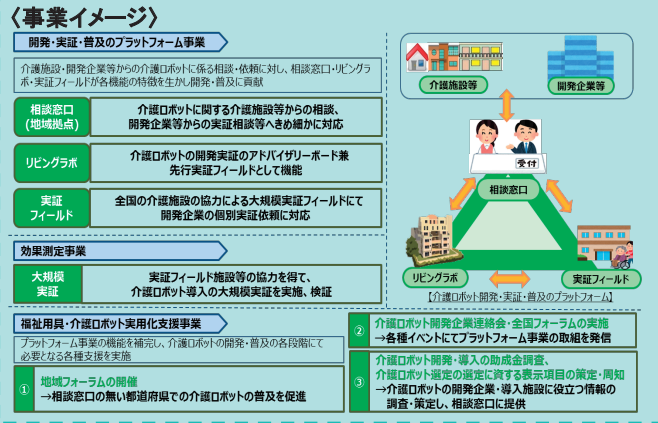 〈事業イメージ〉
開発・実証・普及のプラットフォーム事業
介護施設・開発企業等からの介護ロボットに係る相談・依頼に対し、相談窓口・リビングラ
ボ・実証フィールドが各機能の特徴を生かし開発・普及に貢献
相談窓口
(地域拠点)
介護ロボットに関する介護施設等からの相談、
開発企業等からの実証相談等へきめ細かに対応
リビングラボ
介護ロボットの開発実証のアドバイザリーボード兼
先行実証フィールドとして機能
実証
フィールド
全国の介護施設の協力による大規模実証フィールドにて
開発企業の個別実証依頼に対応
効果測定事業
大規模
実証
実証フィールド施設等の協力を得て、
介護ロボット導入の大規模実証を実施、検証
介護施設等
開発企業等
受付
相談窓口
リビングラボ
実証フィールド
【介護ロボット開発・実証・普及のプラットフォーム】
福祉用具・介護ロボット実用化支援事業
プラットフォーム事業の機能を補完し、介護ロボットの開発・普及の各段階にて
必要となる各種支援を実施
①
地域フォーラムの開催
→相談窓口の無い都道府県での介護ロボットの普及を促進
②
介護ロボット開発企業連絡会・全国フォーラムの実施
→各種イベントにてプラットフォーム事業の取組を発信
③
介護ロボット開発・導入の助成金調査、
介護ロボット選定の選定に資する表示項目の策定・周知
→介護ロボットの開発企業・導入施設に役立つ情報の
調査・策定し、相談窓口に提供